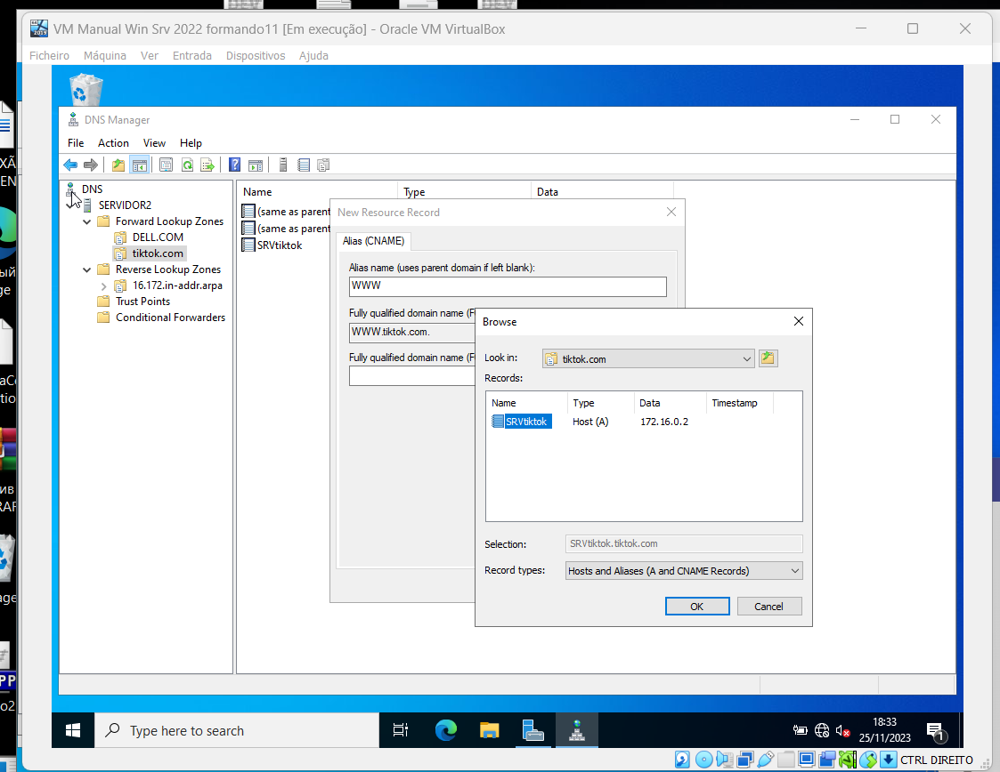 VM Manual Win Srv 2022 formando11 [Em execução] - Oracle VM VirtualBox
Ficheiro Máquina Ver Entrada Dispositivos Ajuda
DNS Manager
File Action View Help
DNS
SERVIDOR2
Forward Lookup Zones
DELL.COM
tiktok.com
Reverse Lookup Zones
16.172.in-addr.arpa
Trust Points
Conditional Forwarders
Name Type Data
(same as parent
(same as parent
SRVtiktok
New Resource Record
Alias (CNAME)
Alias name (uses parent domain if left blank):
WWW
Fully qualified domain name (F
WWW.tiktok.com.
Fully qualified domain name (F
Browse
Look in: tiktok.com
Records:
Name Type Data Timestamp
SRVtiktok Host (A) 172.16.0.2
Selection: SRVtiktok.tiktok.com
Record types: Hosts and Aliases (A and CNAME Records)
OK Cancel
Type here to search
18:33
25/11/2023
1
CTRL DIREITO